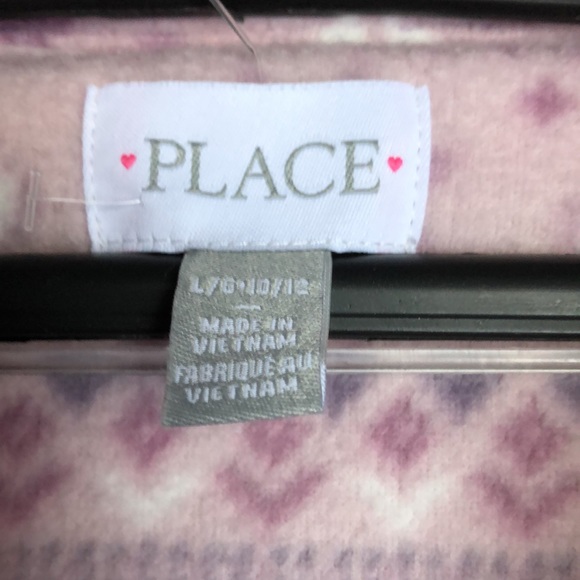 PLACE
L/G·10/12
MADE IN
VIETNAM
FABRIQUÉ AU
VIETNAM